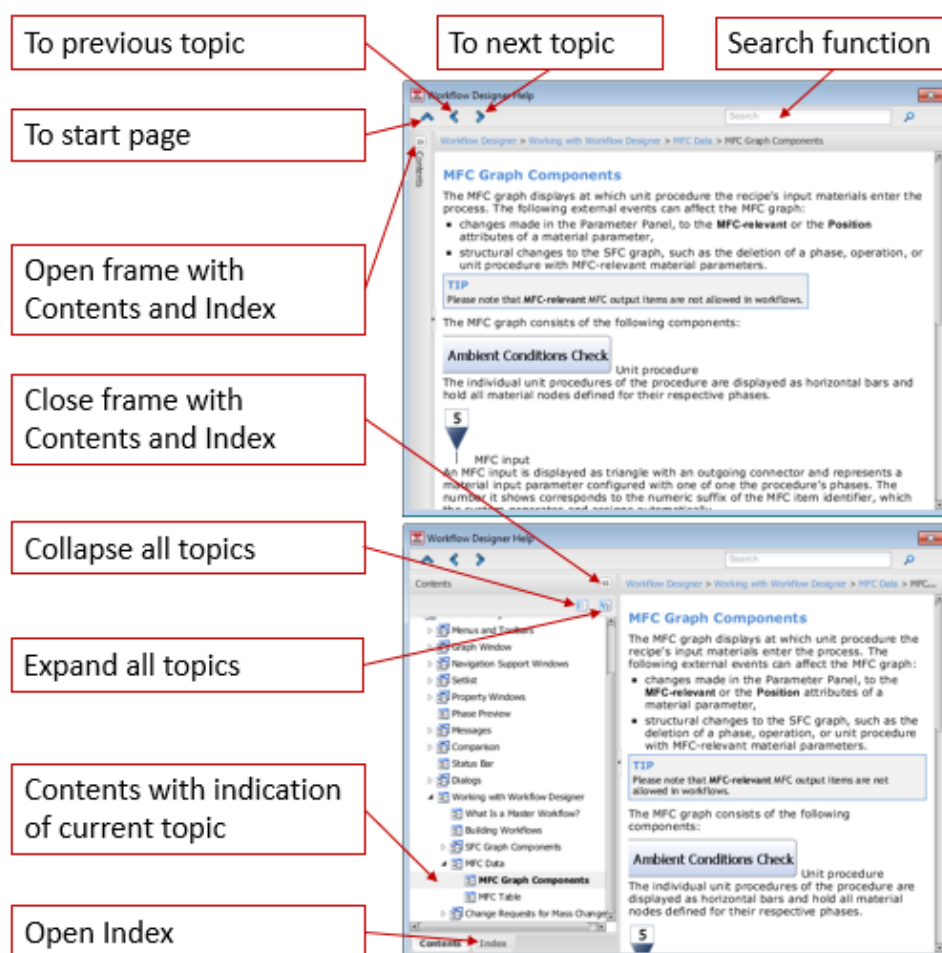 To previous topic
To next topic
Search function
To start page
Open frame with
Contents and Index
Close frame with
Contents and Index
Collapse all topics
Expand all topics
Contents with indication
of current topic
Open Index
Workflow Designer Help
Search
Contents
Workflow Designer > Working with Workflow Designer > MFC Data > MFC Graph Components
MFC Graph Components
The MFC graph displays at which unit procedure the recipe's input materials enter the
process. The following external events can affect the MFC graph:
▪ changes made in the Parameter Panel, to the MFC-relevant or the Position
attributes of a material parameter,
▪ structural changes to the SFC graph, such as the deletion of a phase, operation, or
unit procedure with MFC-relevant material parameters.
TIP
Please note that MFC-relevant MFC output items are not allowed in workflows.
The MFC graph consists of the following components:
Ambient Conditions Check
Unit procedure
The individual unit procedures of the procedure are displayed as horizontal bars and
hold all material nodes defined for their respective phases.
5
MFC input
An MFC input is displayed as triangle with an outgoing connector and represents a
material input parameter configured with one of one the procedure's phases. The
number it shows corresponds to the numeric suffix of the MFC item identifier, which
the system generates and assigns automatically.
Workflow Designer Help
Search
Contents
Workflow Designer > Working with Workflow Designer > MFC Data > MFC...
Menus and Toolbars
Graph Window
Navigation Support Windows
Setlist
Property Windows
Phase Preview
Messages
Comparison
Status Bar
Dialogs
Working with Workflow Designer
What Is a Master Workflow?
Building Workflows
SFC Graph Components
MFC Data
MFC Graph Components
MFC Table
Change Requests for Mass Change
Contents
Index
MFC Graph Components
The MFC graph displays at which unit procedure the
recipe's input materials enter the process. The
following external events can affect the MFC graph:
▪ changes made in the Parameter Panel, to the
MFC-relevant or the Position attributes of a
material parameter,
▪ structural changes to the SFC graph, such as the
deletion of a phase, operation, or unit procedure
with MFC-relevant material parameters.
TIP
Please note that MFC-relevant MFC output items are not
allowed in workflows.
The MFC graph consists of the following
components:
Ambient Conditions Check
Unit procedure
The individual unit procedures of the procedure are
displayed as horizontal bars and hold all material
nodes defined for their respective phases.
5